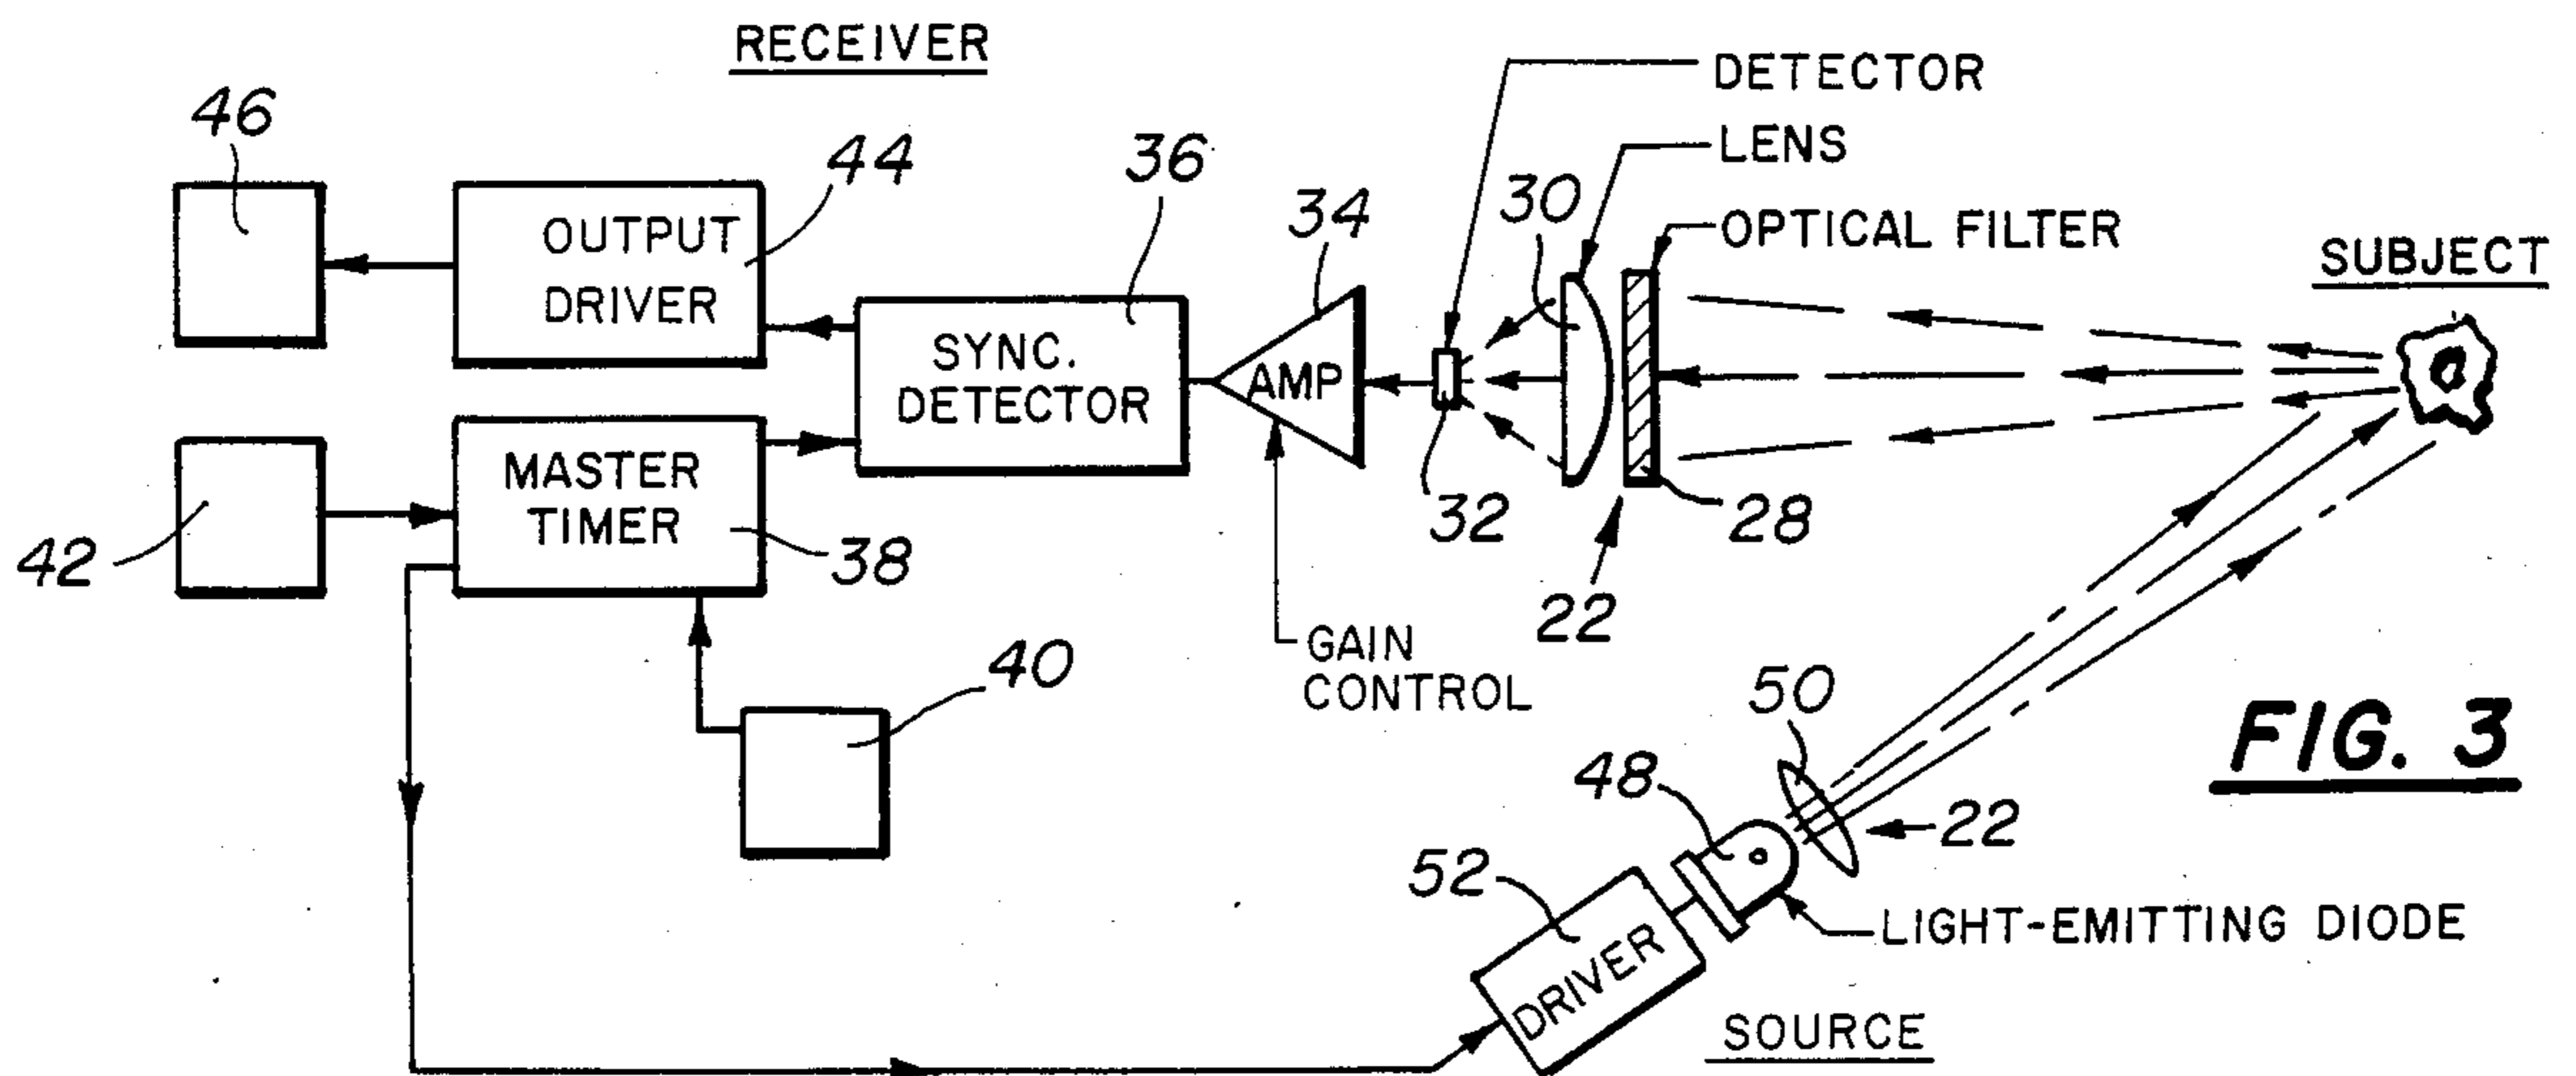 RECEIVER
DETECTOR
LENS
OPTICAL FILTER
SUBJECT
46
44
36
34
30
OUTPUT
DRIVER
SYNC.
DETECTOR
AMP
MASTER
TIMER
42
38
32
28
22
GAIN
CONTROL
40
50
48
22
FIG. 3
52
DRIVER
LIGHT-EMITTING DIODE
SOURCE